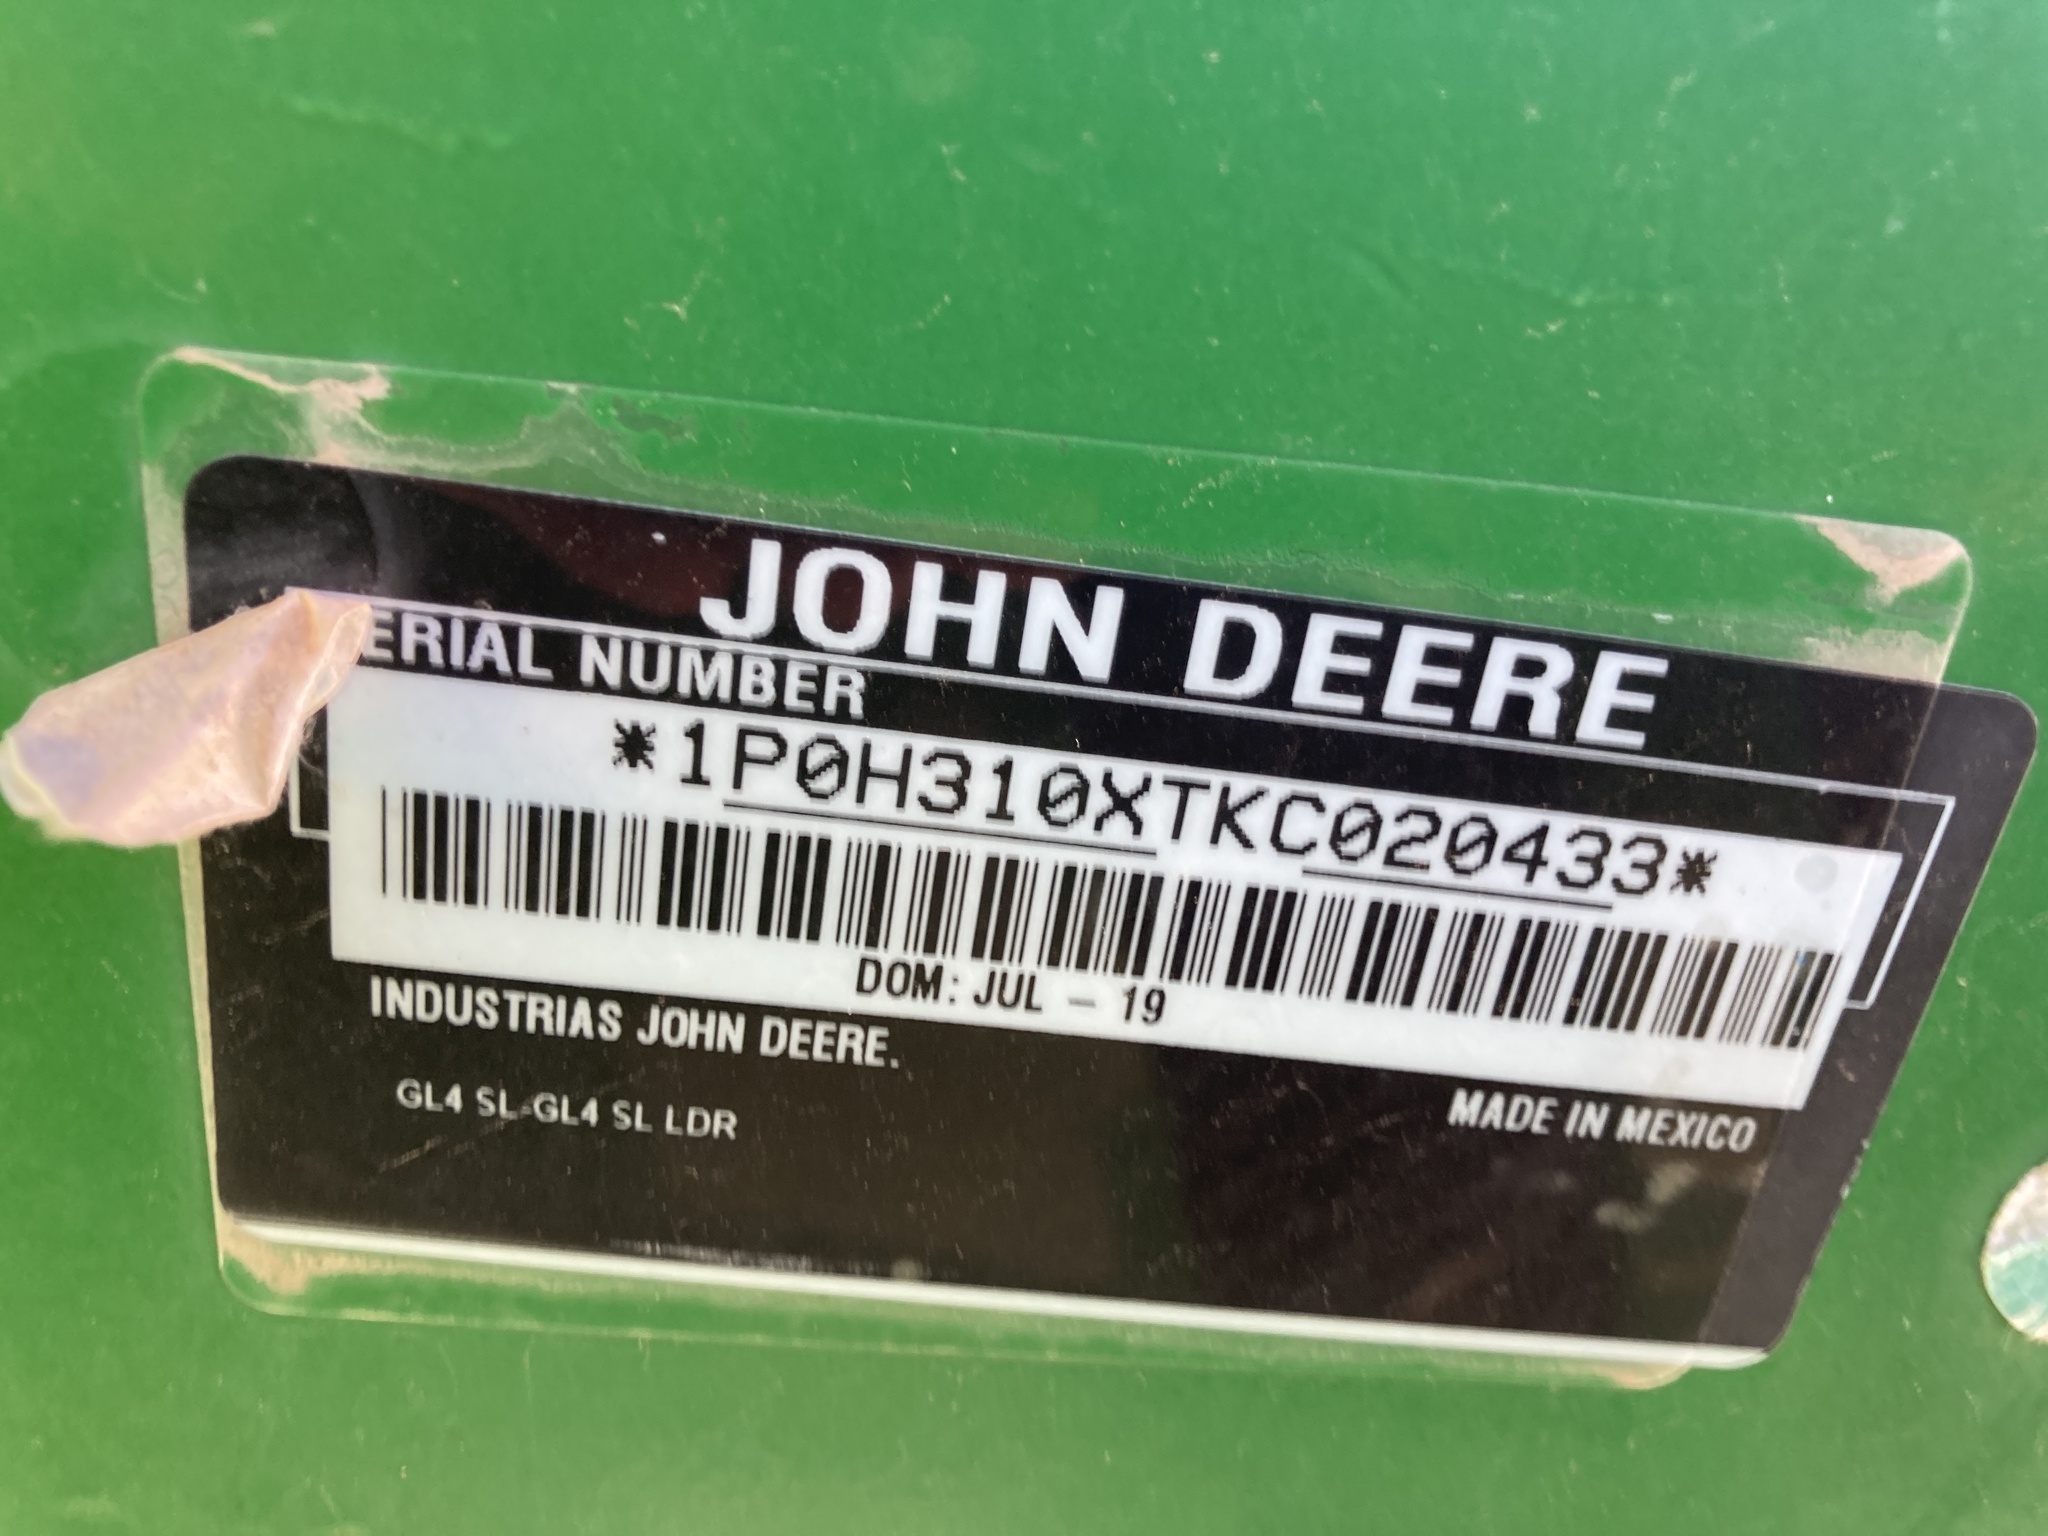 JOHN DEERE
ERIAL NUMBER
*1P0H310XTKC020433*
DOM: JUL - 19
INDUSTRIAS JOHN DEERE.
GL4 SL-GL4 SL LDR
MADE IN MEXICO